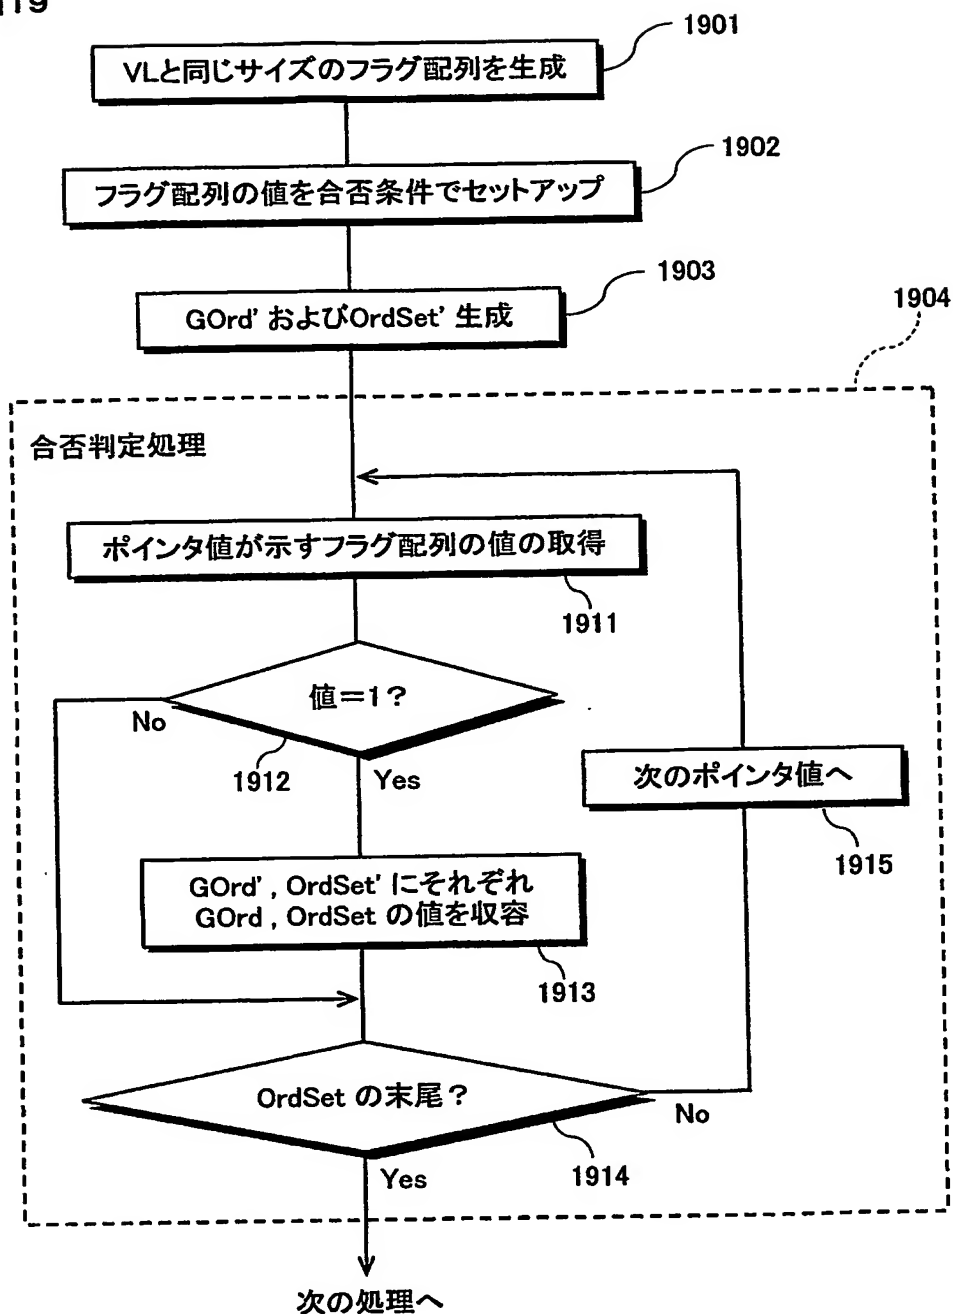 1901
VLと同じサイズのフラグ配列を生成
1902
フラグ配列の値を合否条件でセットアップ
1903
GOrd' およびOrdSet' 生成
1904
合否判定処理
ポインタ値が示すフラグ配列の値の取得
1911
値＝1？
No
1912
Yes
次のポインタ値へ
1915
GOrd' , OrdSet' にそれぞれ
GOrd , OrdSet の値を収容
1913
OrdSet の末尾？
No
1914
Yes
次の処理へ